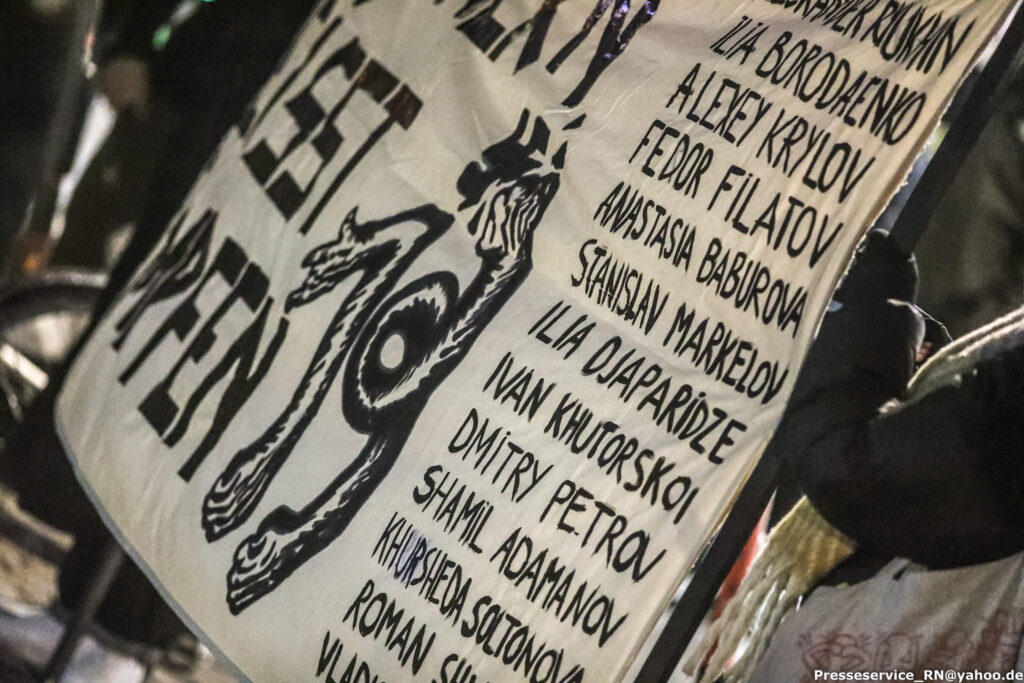 ILIA BORODAENKO
ALEXEY KRYLOV
FEDOR FILATOV
ANASTASIA BABUROVA
STANISLAV MARKELOV
ILIA DJAPARIDZE
IVAN KHUTORSKOI
DMITRY PETROV
SHAMIL ADAMANOV
KHURSHEDA SOLTONOVA
ROMAN
Presseservice_RN@yahoo.de